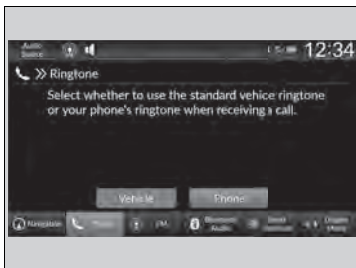 Audio
Source
12:34
Ringtone
Select whether to use the standard vehice ringtone
or your phone's ringtone when receiving a call.
Vehicle
Phone
Navigation
Phone
FM
Bluetooth
Audio